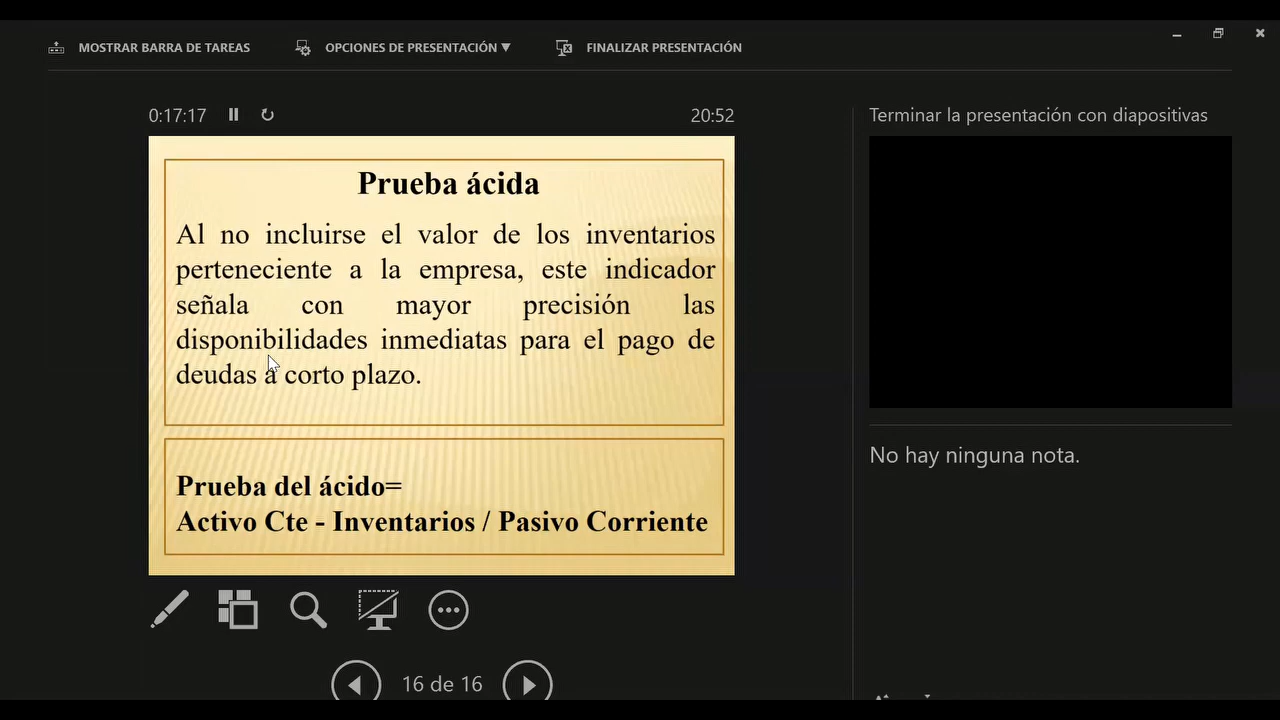 MOSTRAR BARRA DE TAREAS
OPCIONES DE PRESENTACIÓN ▼
FINALIZAR PRESENTACIÓN
0:17:17
20:52
Prueba ácida
Al no incluirse el valor de los inventarios
perteneciente a la empresa, este indicador
señala con mayor precisión las
disponibilidades inmediatas para el pago de
deudas a corto plazo.
Prueba del ácido=
Activo Cte - Inventarios / Pasivo Corriente
16 de 16
Terminar la presentación con diapositivas
No hay ninguna nota.